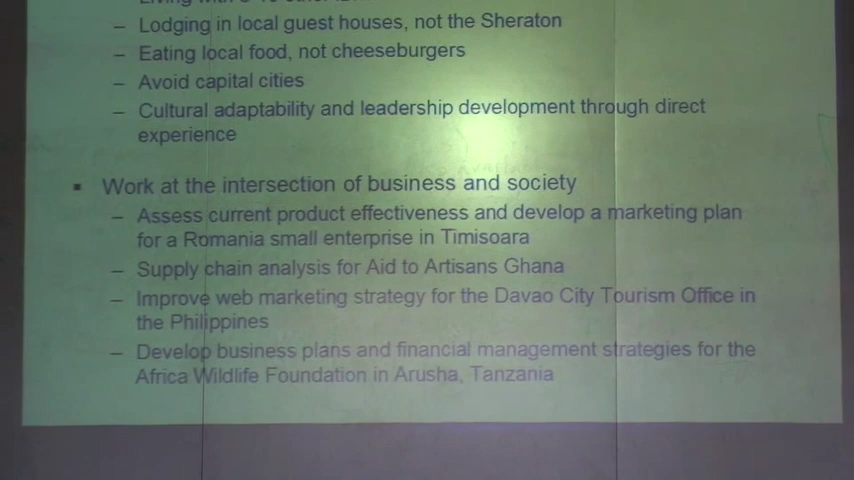 – Lodging in local guest houses, not the Sheraton
– Eating local food, not cheeseburgers
– Avoid capital cities
– Cultural adaptability and leadership development through direct
experience
▪ Work at the intersection of business and society
– Assess current product effectiveness and develop a marketing plan
for a Romania small enterprise in Timisoara
– Supply chain analysis for Aid to Artisans Ghana
– Improve web marketing strategy for the Davao City Tourism Office in
the Philippines
– Develop business plans and financial management strategies for the
Africa Wildlife Foundation in Arusha, Tanzania